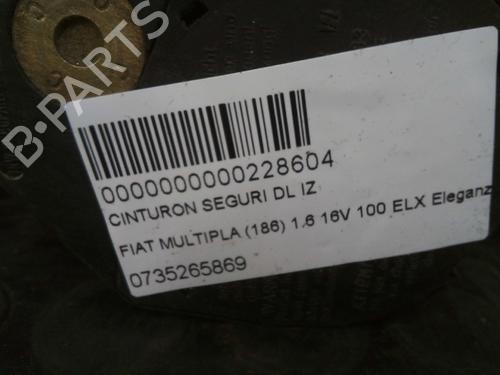 0000000000228604
CINTURON SEGURI DL IZ
FIAT MULTIPLA (186) 1.6 16V 100 ELX Eleganz
0735265869
B-PARTS